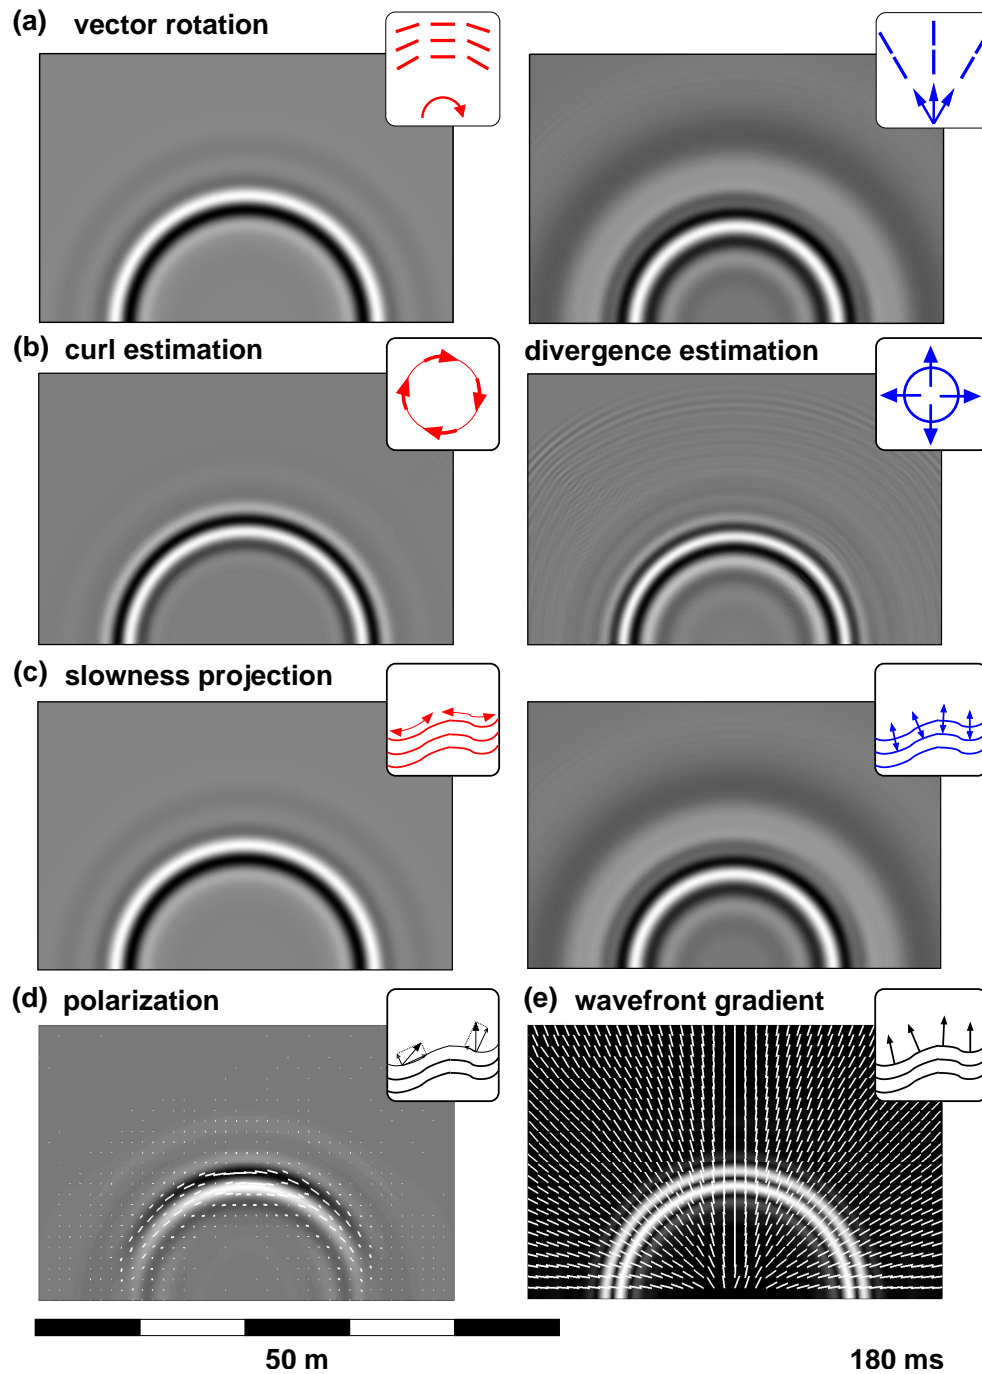 (a) vector rotation
(b) curl estimation
divergence estimation
(c) slowness projection
(d) polarization
(e) wavefront gradient
50 m
180 ms